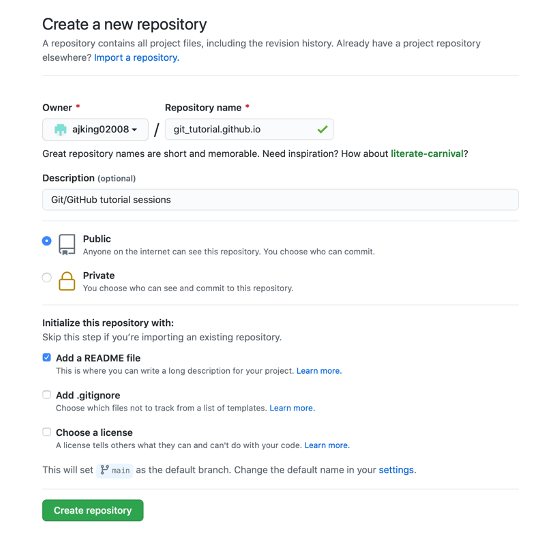 Create a new repository
A repository contains all project files, including the revision history. Already have a project repository
elsewhere? Import a repository.
Owner * Repository name *
ajking02008 / git_tutorial.github.io
Great repository names are short and memorable. Need inspiration? How about literate-carnival?
Description (optional)
Git/GitHub tutorial sessions
Public
Anyone on the internet can see this repository. You choose who can commit.
Private
You choose who can see and commit to this repository.
Initialize this repository with:
Skip this step if you're importing an existing repository.
Add a README file
This is where you can write a long description for your project. Learn more.
Add .gitignore
Choose which files not to track from a list of templates. Learn more.
Choose a license
A license tells others what they can and can't do with your code. Learn more.
This will set main as the default branch. Change the default name in your settings.
Create repository